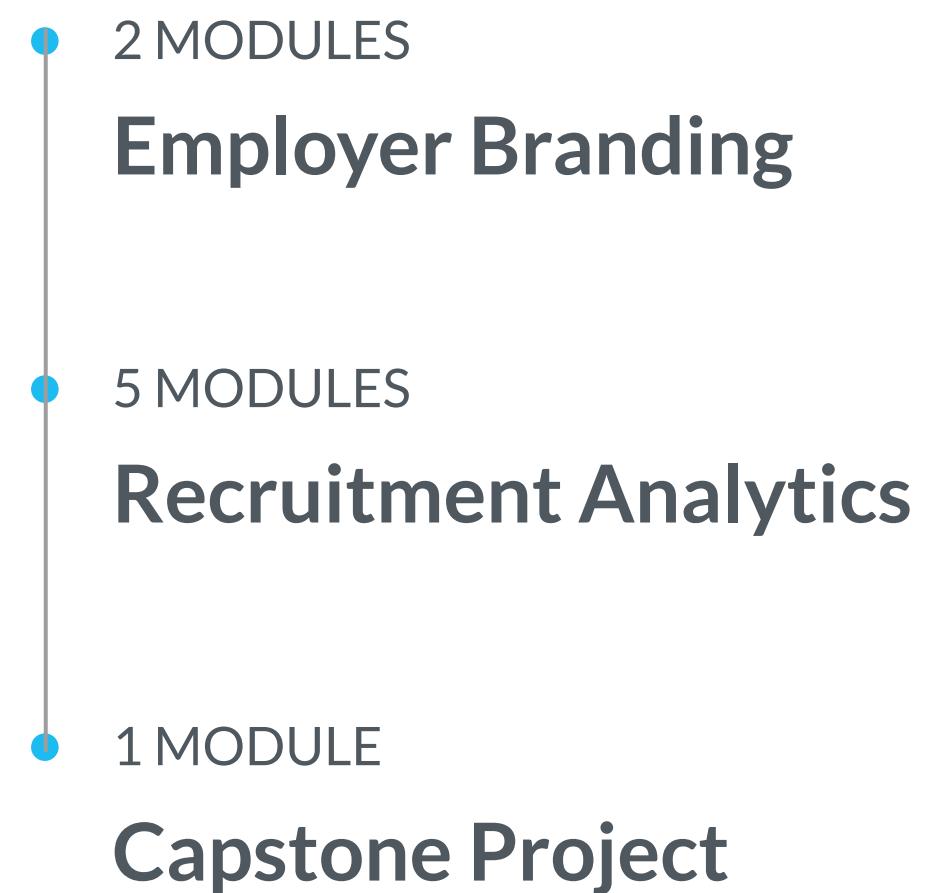 2 MODULES
Employer Branding
5 MODULES
Recruitment Analytics
1 MODULE
Capstone Project